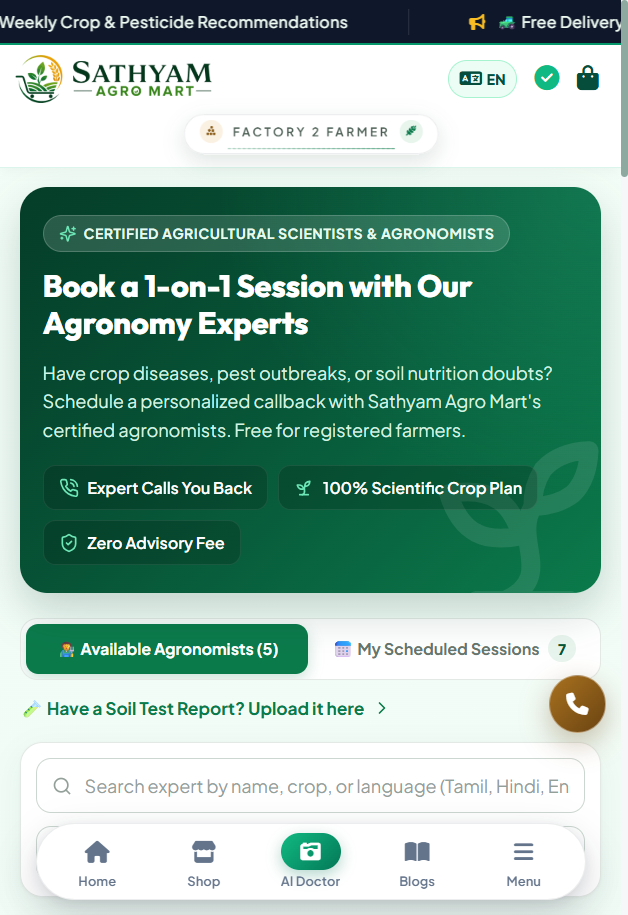 Weekly Crop & Pesticide Recommendations
Free Delivery
SATHYAM
AGRO MART
EN
FACTORY 2 FARMER
CERTIFIED AGRICULTURAL SCIENTISTS & AGRONOMISTS
Book a 1-on-1 Session with Our
Agronomy Experts
Have crop diseases, pest outbreaks, or soil nutrition doubts?
Schedule a personalized callback with Sathyam Agro Mart's
certified agronomists. Free for registered farmers.
Expert Calls You Back
100% Scientific Crop Plan
Zero Advisory Fee
Available Agronomists (5)
My Scheduled Sessions 7
Have a Soil Test Report? Upload it here
Search expert by name, crop, or language (Tamil, Hindi, En
Home
Shop
AI Doctor
Blogs
Menu